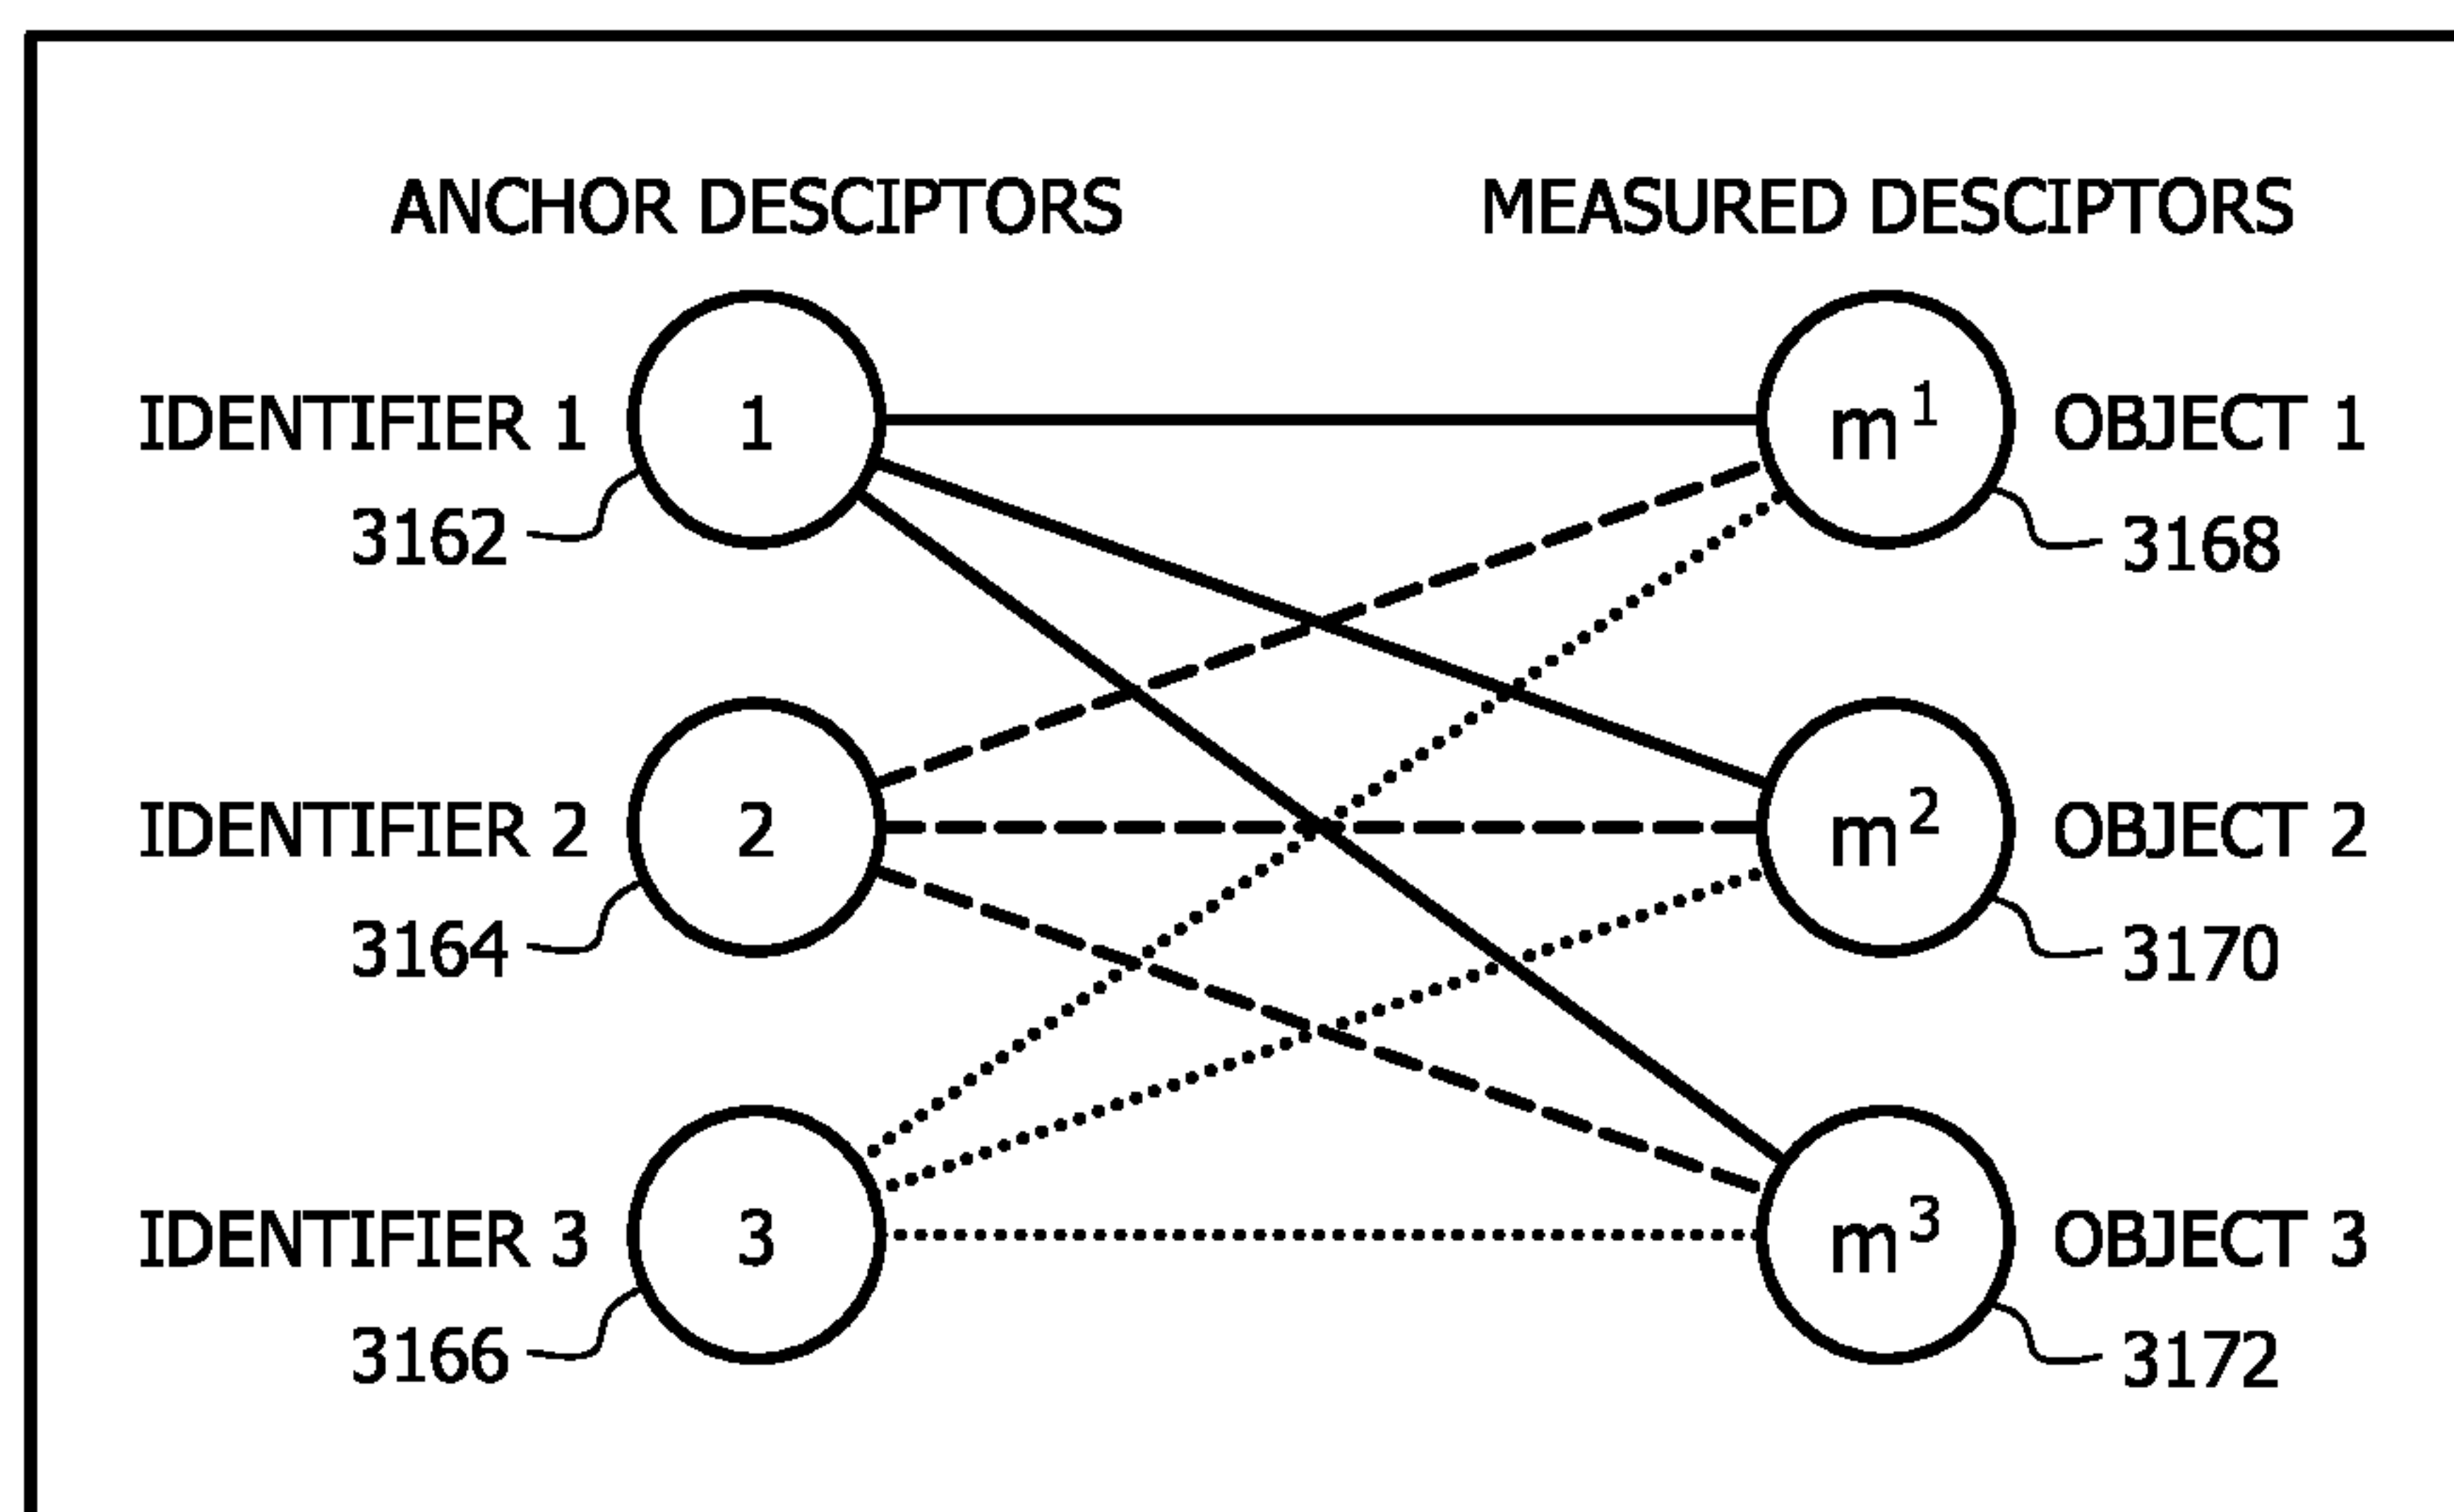 ANCHOR DESCIPTORS MEASURED DESCIPTORS
IDENTIFIER 1 1 m¹ OBJECT 1
3162 3168
IDENTIFIER 2 2 m² OBJECT 2
3164 3170
IDENTIFIER 3 3 m³ OBJECT 3
3166 3172